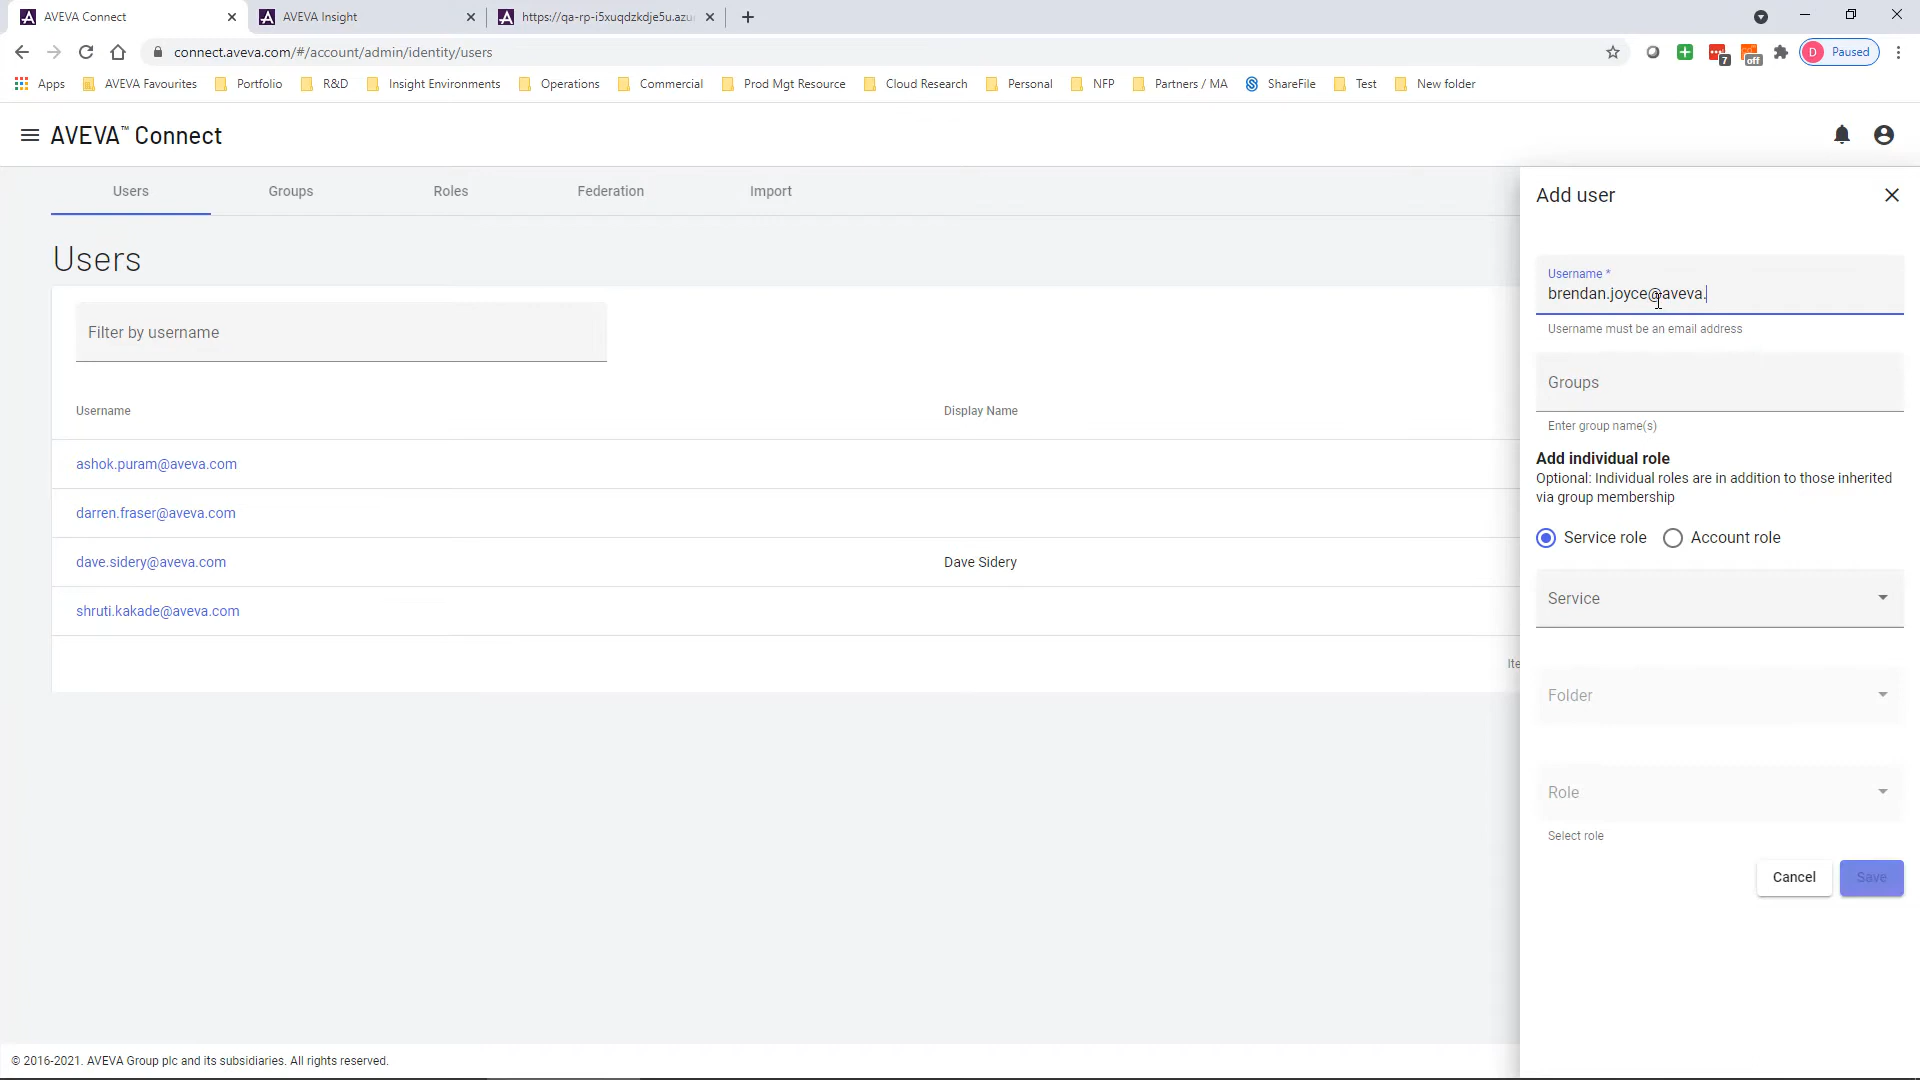 AVEVA Connect
AVEVA Insight
https://qa-rp-i5xuqdzkdje5u.azu
connect.aveva.com/#/account/admin/identity/users
7
off
D Paused
Apps AVEVA Favourites Portfolio R&D Insight Environments Operations Commercial Prod Mgt Resource Cloud Research Personal NFP Partners / MA ShareFile Test New folder
AVEVA™ Connect
Users Groups Roles Federation Import
Users
Filter by username
Username Display Name
ashok.puram@aveva.com
darren.fraser@aveva.com
dave.sidery@aveva.com Dave Sidery
shruti.kakade@aveva.com
Ite
Add user
Username *
brendan.joyce@aveva.
Username must be an email address
Groups
Enter group name(s)
Add individual role
Optional: Individual roles are in addition to those inherited
via group membership
Service role Account role
Service
Folder
Role
Select role
Cancel Save
© 2016-2021. AVEVA Group plc and its subsidiaries. All rights reserved.